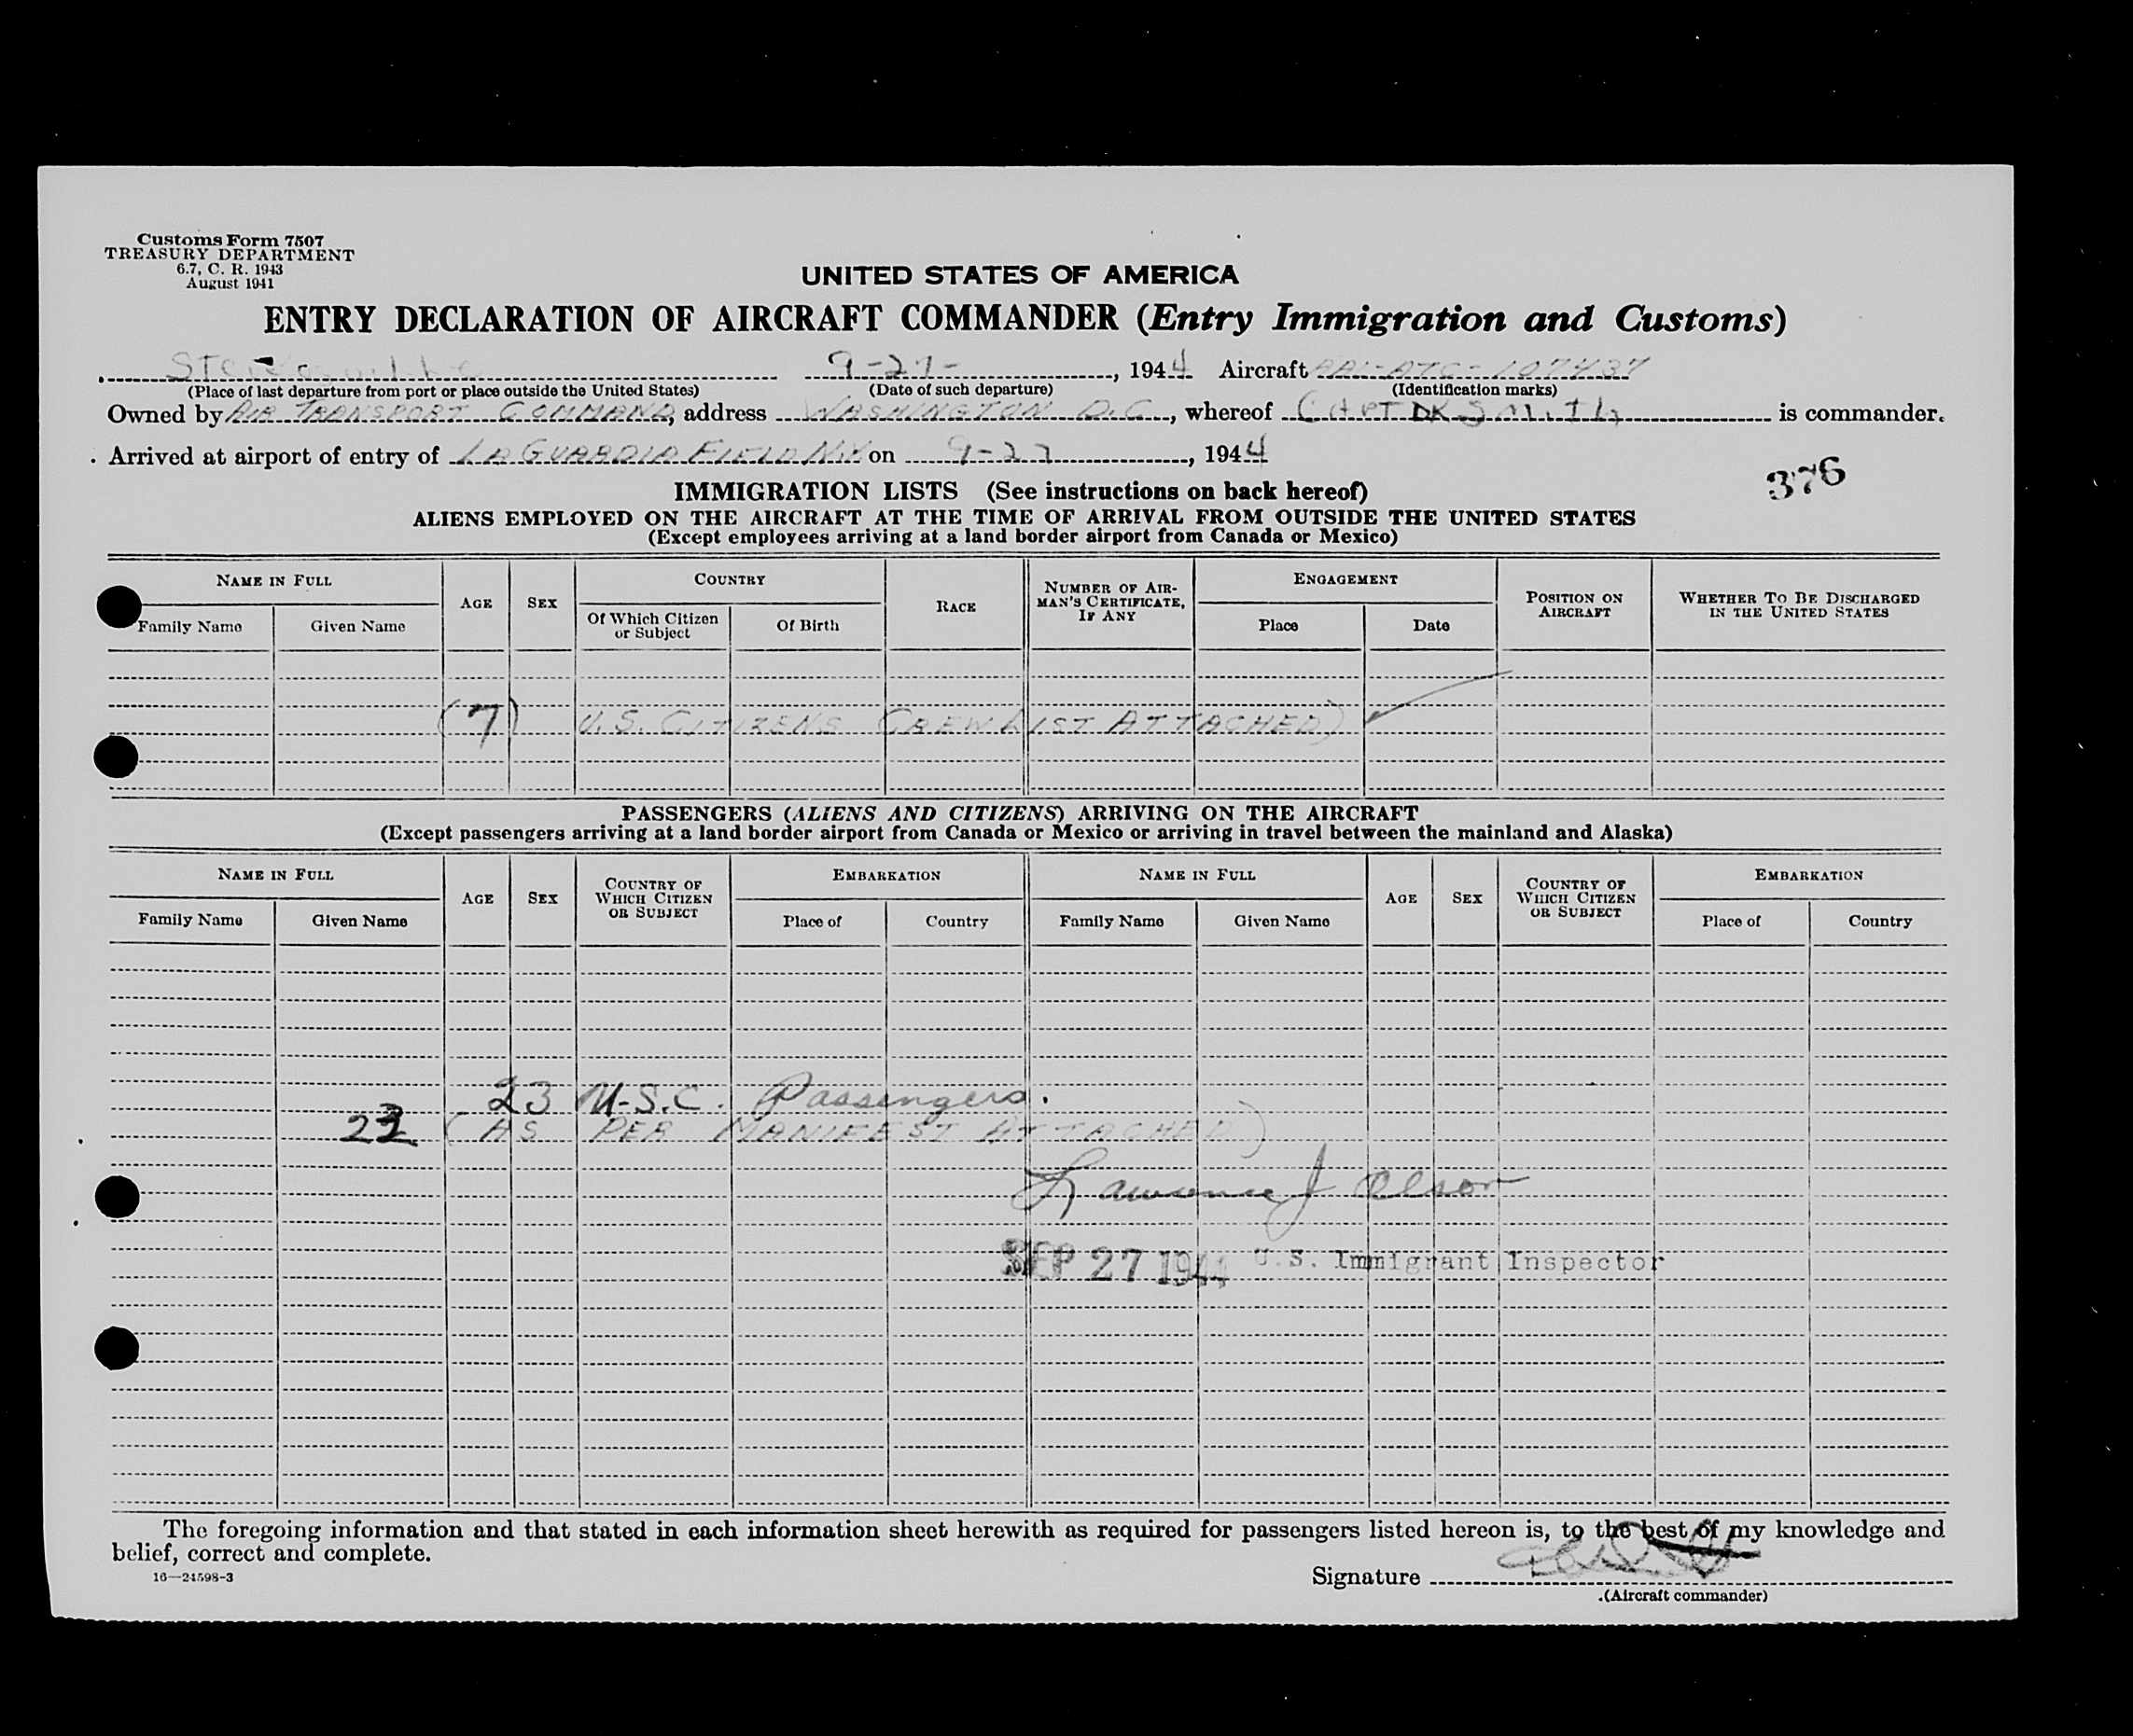 Customs Form 7507
TREASURY DEPARTMENT
6.7, C. R. 1943
August 1941
UNITED STATES OF AMERICA
ENTRY DECLARATION OF AIRCRAFT COMMANDER (Entry Immigration and Customs)
9-27-, 1944 Aircraft
(Place of last departure from port or place outside the United States) (Date of such departure) (Identification marks)
Owned by AIR TRANSPORT COMMAND, address WASHINGTON D.C., whereof CAPT DK SMITH is commander.
Arrived at airport of entry of LA GUARDIA FIELD N.Y. on 9-27, 1944
376
IMMIGRATION LISTS (See instructions on back hereof)
ALIENS EMPLOYED ON THE AIRCRAFT AT THE TIME OF ARRIVAL FROM OUTSIDE THE UNITED STATES
(Except employees arriving at a land border airport from Canada or Mexico)
NAME IN FULL AGE SEX COUNTRY RACE NUMBER OF AIRMAN'S CERTIFICATE, IF ANY ENGAGEMENT POSITION ON AIRCRAFT WHETHER TO BE DISCHARGED IN THE UNITED STATES
Family Name Given Name Of Which Citizen or Subject Of Birth Place Date
(7) U.S. CITIZENS CREW LIST ATTACHED)
PASSENGERS (ALIENS AND CITIZENS) ARRIVING ON THE AIRCRAFT
(Except passengers arriving at a land border airport from Canada or Mexico or arriving in travel between the mainland and Alaska)
NAME IN FULL AGE SEX COUNTRY OF WHICH CITIZEN OR SUBJECT EMBARKATION NAME IN FULL AGE SEX COUNTRY OF WHICH CITIZEN OR SUBJECT EMBARKATION
Family Name Given Name Place of Country Family Name Given Name Place of Country
23 U.S.C. Passengers.
(AS PER MANIFEST ATTACHED)
Lawrence J Olson
SEP 27 1944 U.S. Immigrant Inspector
The foregoing information and that stated in each information sheet herewith as required for passengers listed hereon is, to the best of my knowledge and
belief, correct and complete.
16—24598-3
Signature
(Aircraft commander)